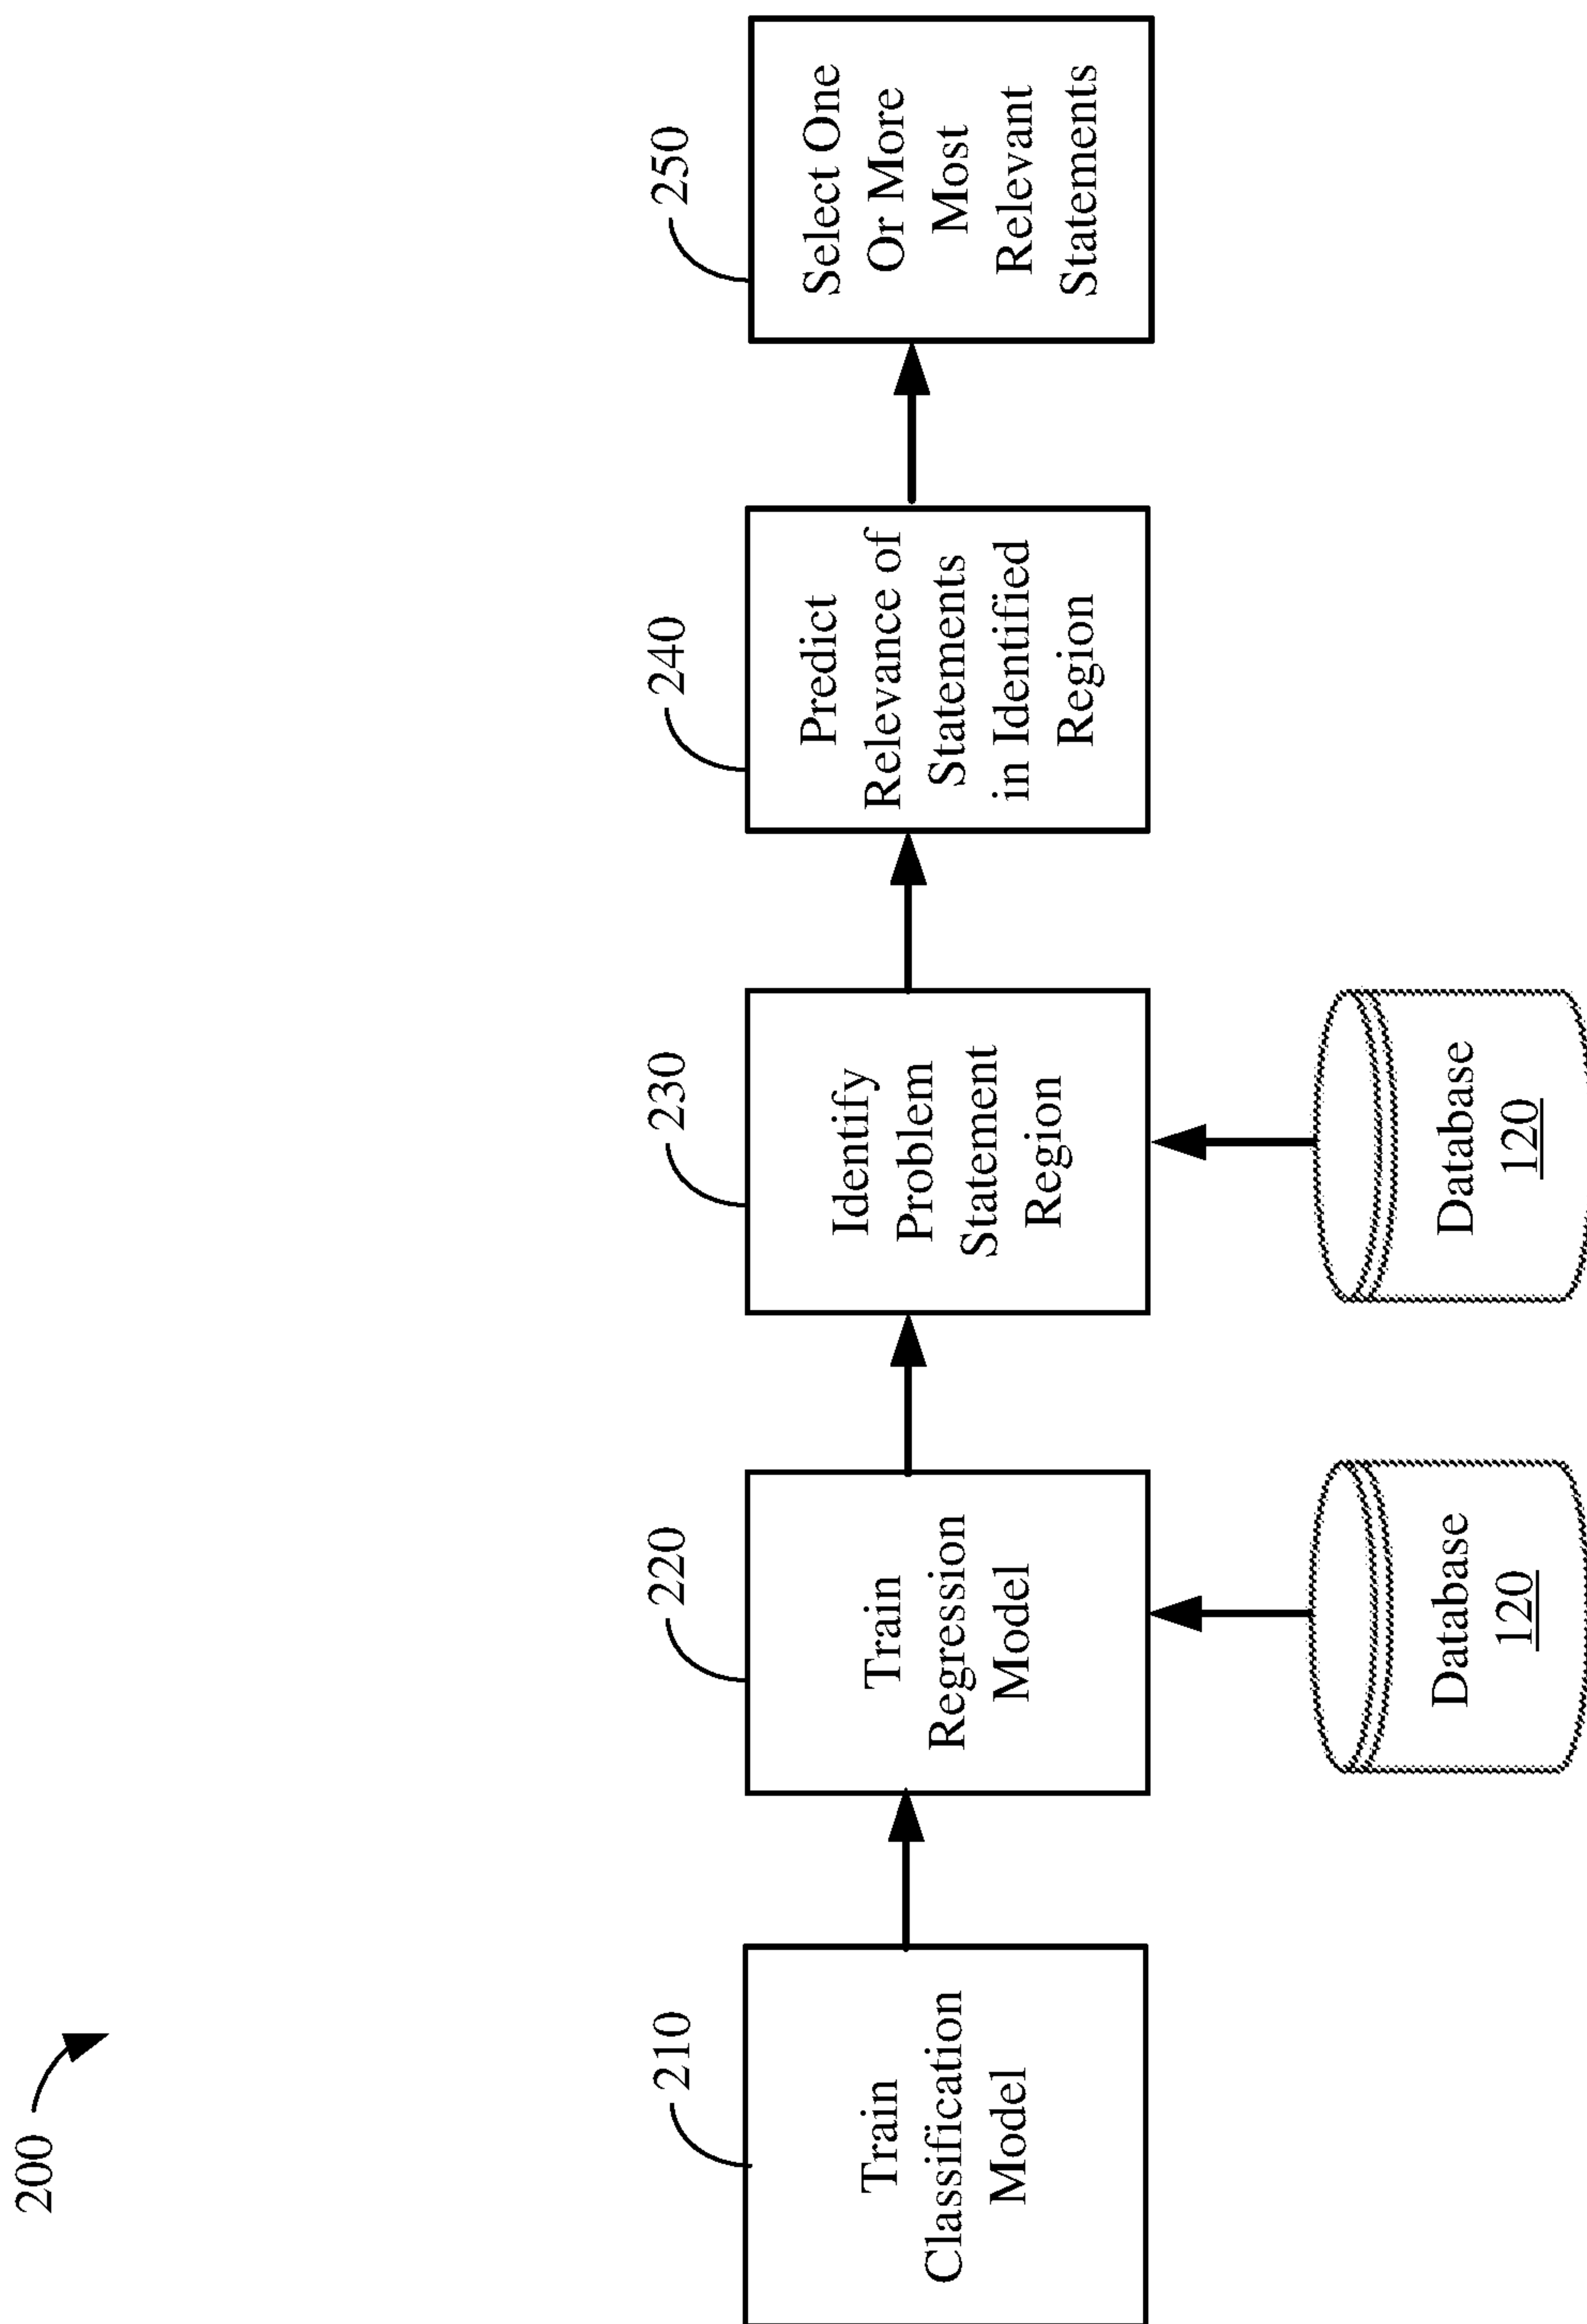 200
210
Train
Classification
Model
220
Train
Regression
Model
Database
120
230
Identify
Problem
Statement
Region
Database
120
240
Predict
Relevance of
Statements
in Identified
Region
250
Select One
Or More
Most
Relevant
Statements